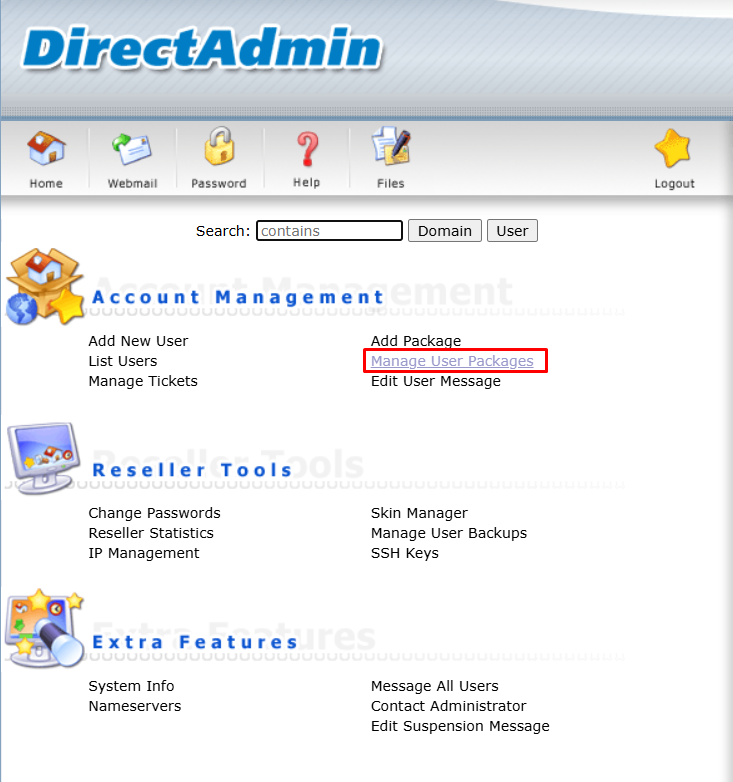 DirectAdmin
Home Webmail Password Help Files Logout
Search: contains Domain User
Account Management
Add New User Add Package
List Users Manage User Packages
Manage Tickets Edit User Message
Reseller Tools
Change Passwords Skin Manager
Reseller Statistics Manage User Backups
IP Management SSH Keys
Extra Features
System Info Message All Users
Nameservers Contact Administrator
Edit Suspension Message